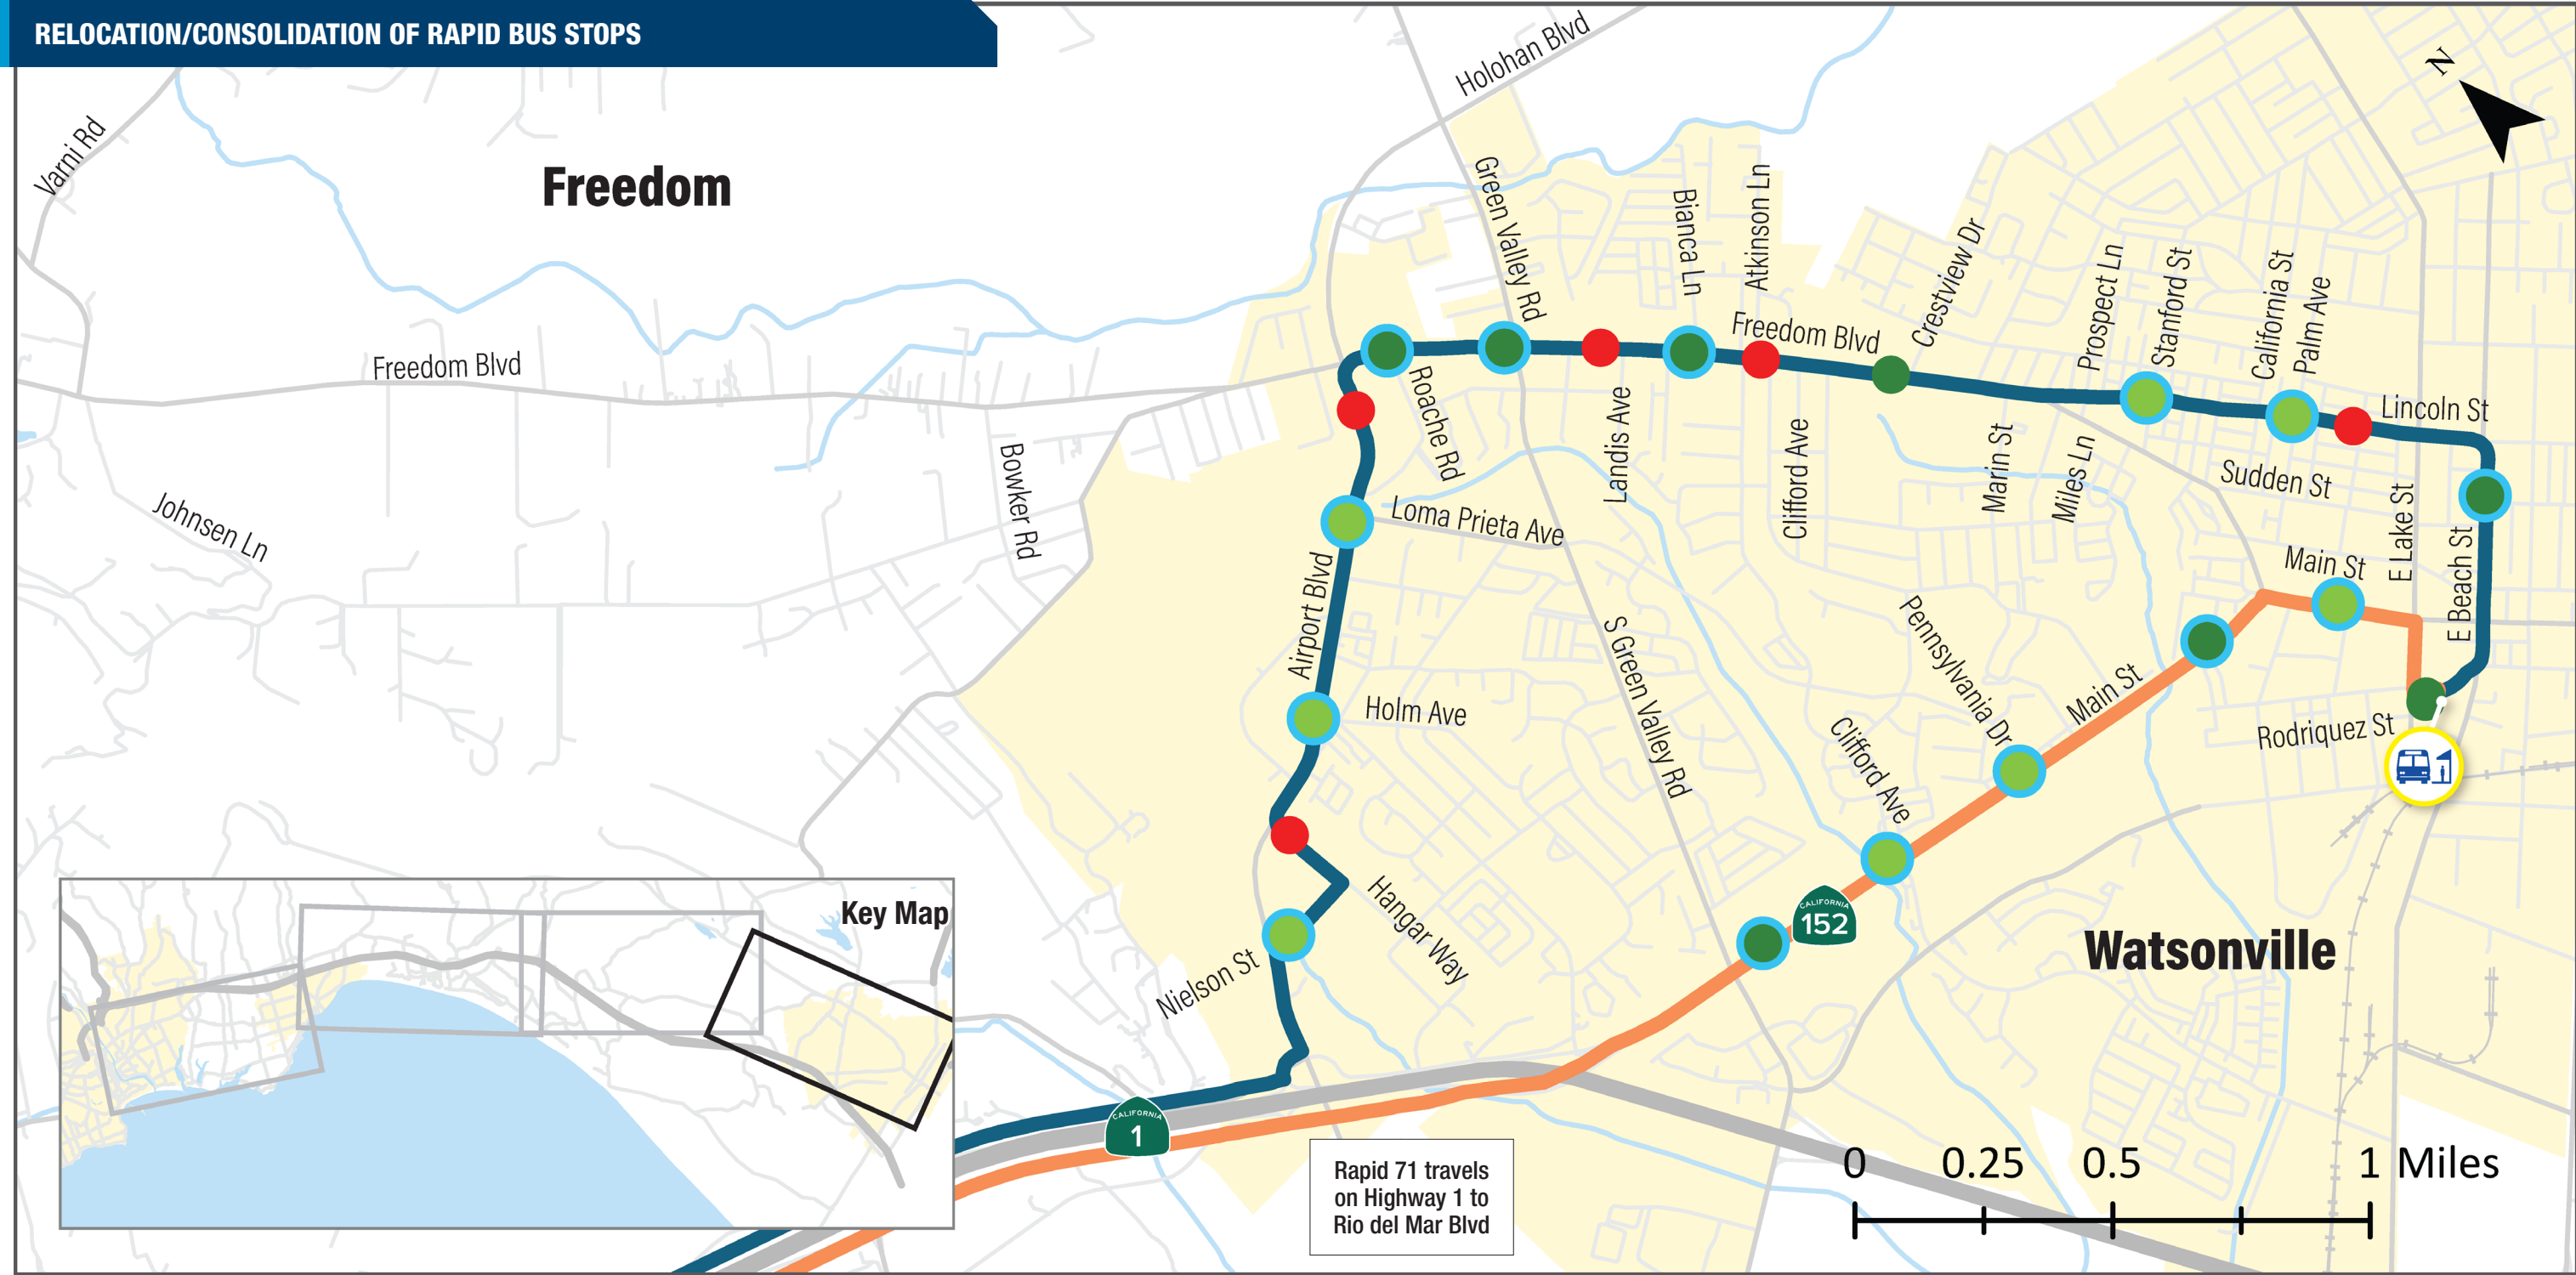 RELOCATION/CONSOLIDATION OF RAPID BUS STOPS
N
Holohan Blvd
Varni Rd
Freedom
Green Valley Rd
Bianca Ln
Atkinson Ln
Crestview Dr
Prospect Ln
Stanford St
California St
Palm Ave
Freedom Blvd
Freedom Blvd
Lincoln St
Roache Rd
Landis Ave
Clifford Ave
Marin St
Miles Ln
Sudden St
E Lake St
E Beach St
Bowker Rd
Johnsen Ln
Loma Prieta Ave
Airport Blvd
Main St
Holm Ave
S Green Valley Rd
Pennsylvania Dr
Main St
Rodriquez St
Clifford Ave
Hangar Way
Nielson St
CALIFORNIA
152
Watsonville
Key Map
CALIFORNIA
1
Rapid 71 travels
on Highway 1 to
Rio del Mar Blvd
0 0.25 0.5 1 Miles